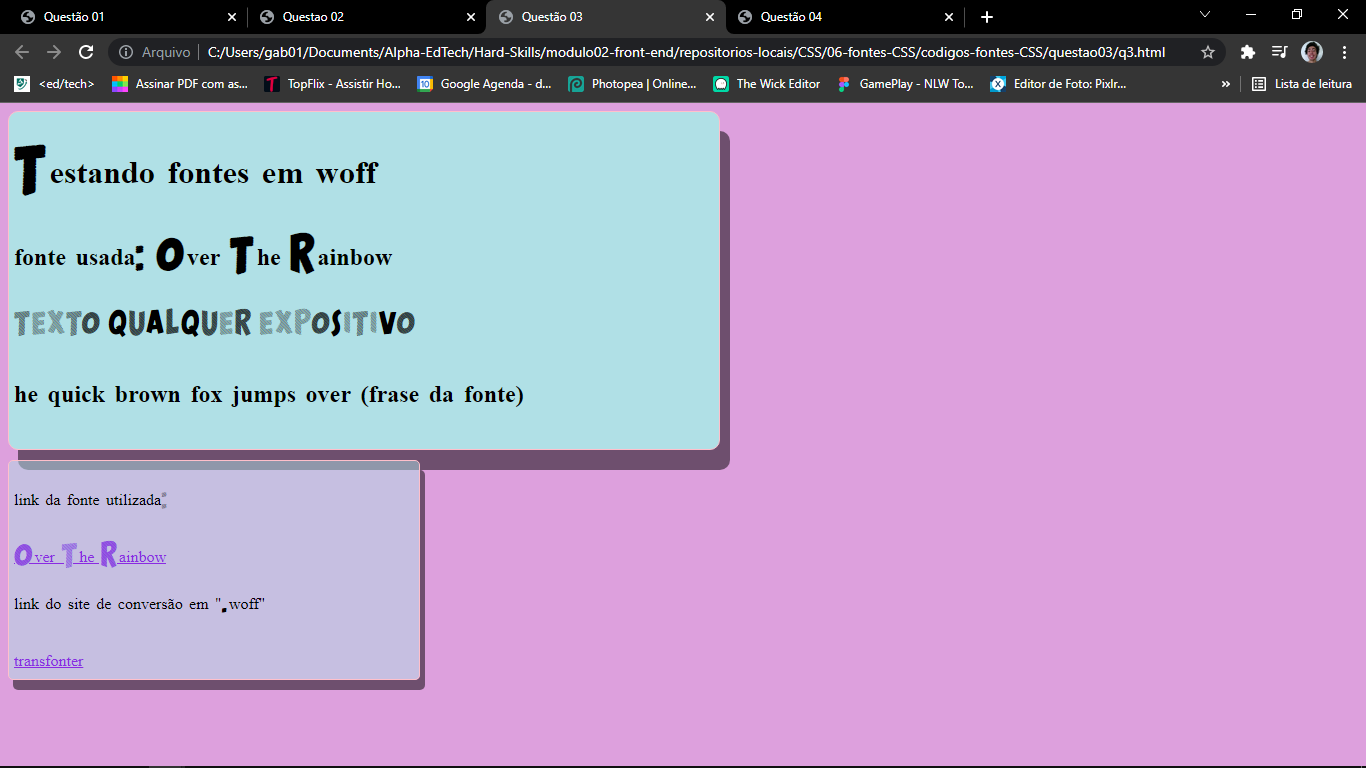 Questão 01
Questao 02
Questão 03
Questão 04
Arquivo
C:/Users/gab01/Documents/Alpha-EdTech/Hard-Skills/modulo02-front-end/repositorios-locais/CSS/06-fontes-CSS/codigos-fontes-CSS/questao03/q3.html
<ed/tech>
Assinar PDF com as...
TopFlix - Assistir Ho...
Google Agenda - d...
Photopea | Online...
The Wick Editor
GamePlay - NLW To...
Editor de Foto: Pixlr...
»
Lista de leitura
Testando fontes em woff
fonte usada: Over The Rainbow
TEXTO QUALQUER EXPOSITIVO
he quick brown fox jumps over (frase da fonte)
link da fonte utilizada:
Over The Rainbow
link do site de conversão em ".woff"
transfonter